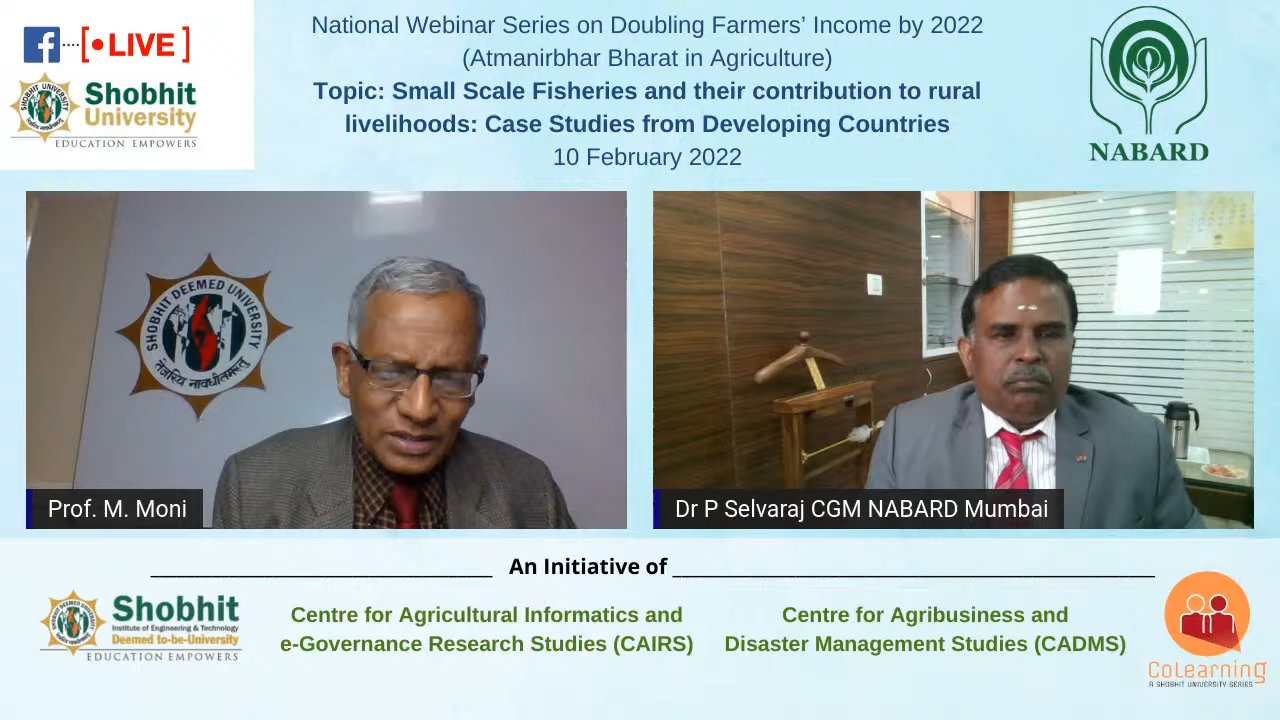 National Webinar Series on Doubling Farmers’ Income by 2022
(Atmanirbhar Bharat in Agriculture)
Topic: Small Scale Fisheries and their contribution to rural
livelihoods: Case Studies from Developing Countries
10 February 2022
f ....[•LIVE]
Shobhit
University
EDUCATION EMPOWERS
NABARD
SHOBHIT DEEMED UNIVERSITY
तेजस्वि नावधीतमस्तु
Prof. M. Moni
Dr P Selvaraj CGM NABARD Mumbai
An Initiative of
Shobhit
Institute of Engineering & Technology
Deemed to-be-University
EDUCATION EMPOWERS
Centre for Agricultural Informatics and
e-Governance Research Studies (CAIRS)
Centre for Agribusiness and
Disaster Management Studies (CADMS)
CoLearning
A SHOBHIT UNIVERSITY SERIES